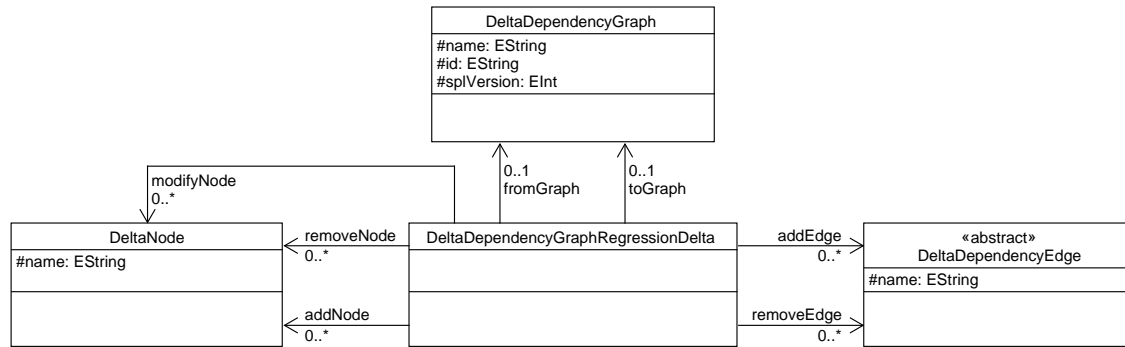 DeltaDependencyGraph
#name: EString
#id: EString
#splVersion: EInt
modifyNode
0..*
0..1
fromGraph
0..1
toGraph
DeltaNode
#name: EString
removeNode
0..*
addNode
0..*
DeltaDependencyGraphRegressionDelta
addEdge
0..*
removeEdge
0..*
«abstract»
DeltaDependencyEdge
#name: EString